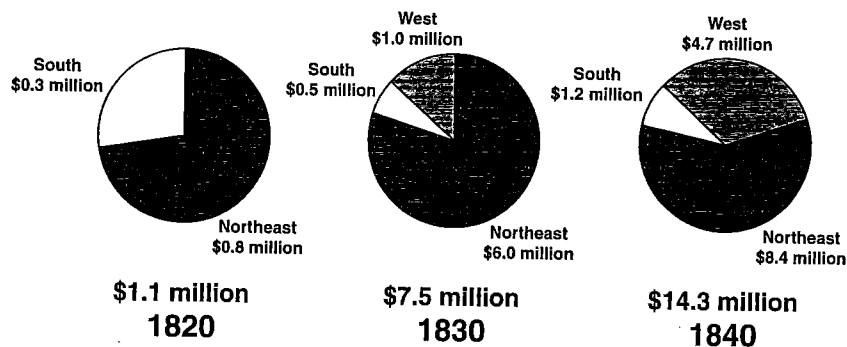 South
$0.3 million
Northeast
$0.8 million
$1.1 million
1820
West
$1.0 million
South
$0.5 million
Northeast
$6.0 million
$7.5 million
1830
West
$4.7 million
South
$1.2 million
Northeast
$8.4 million
$14.3 million
1840